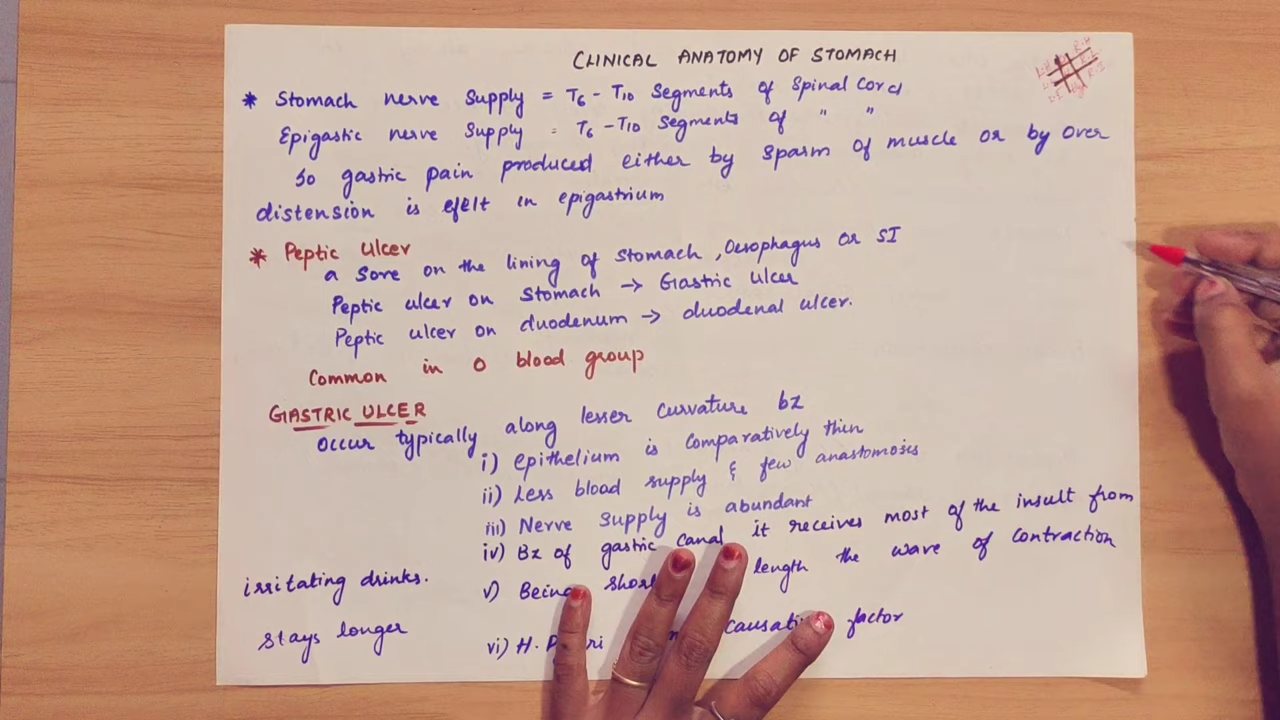 CLINICAL ANATOMY OF STOMACH
* Stomach nerve supply = T6 - T10 segments of spinal cord
Epigastic nerve supply = T6 - T10 segments of " "
So gastric pain produced either by spasm of muscle or by over
distension is efelt in epigastrium
* Peptic ulcer
a sore on the lining of stomach, Oesophagus or SI
Peptic ulcer on stomach → Gastric ulcer
Peptic ulcer on duodenum → duodenal ulcer.
Common in O blood group
GASTRIC ULCER
occur typically along lesser curvature bz
i) epithelium is comparatively thin
ii) Less blood supply & few anastomosis
iii) Nerve supply is abundant
iv) Bz of gastric canal it receives most of the insult from
irritating drinks.
v) Being length the wave of contraction
stays longer
vi) H. factor